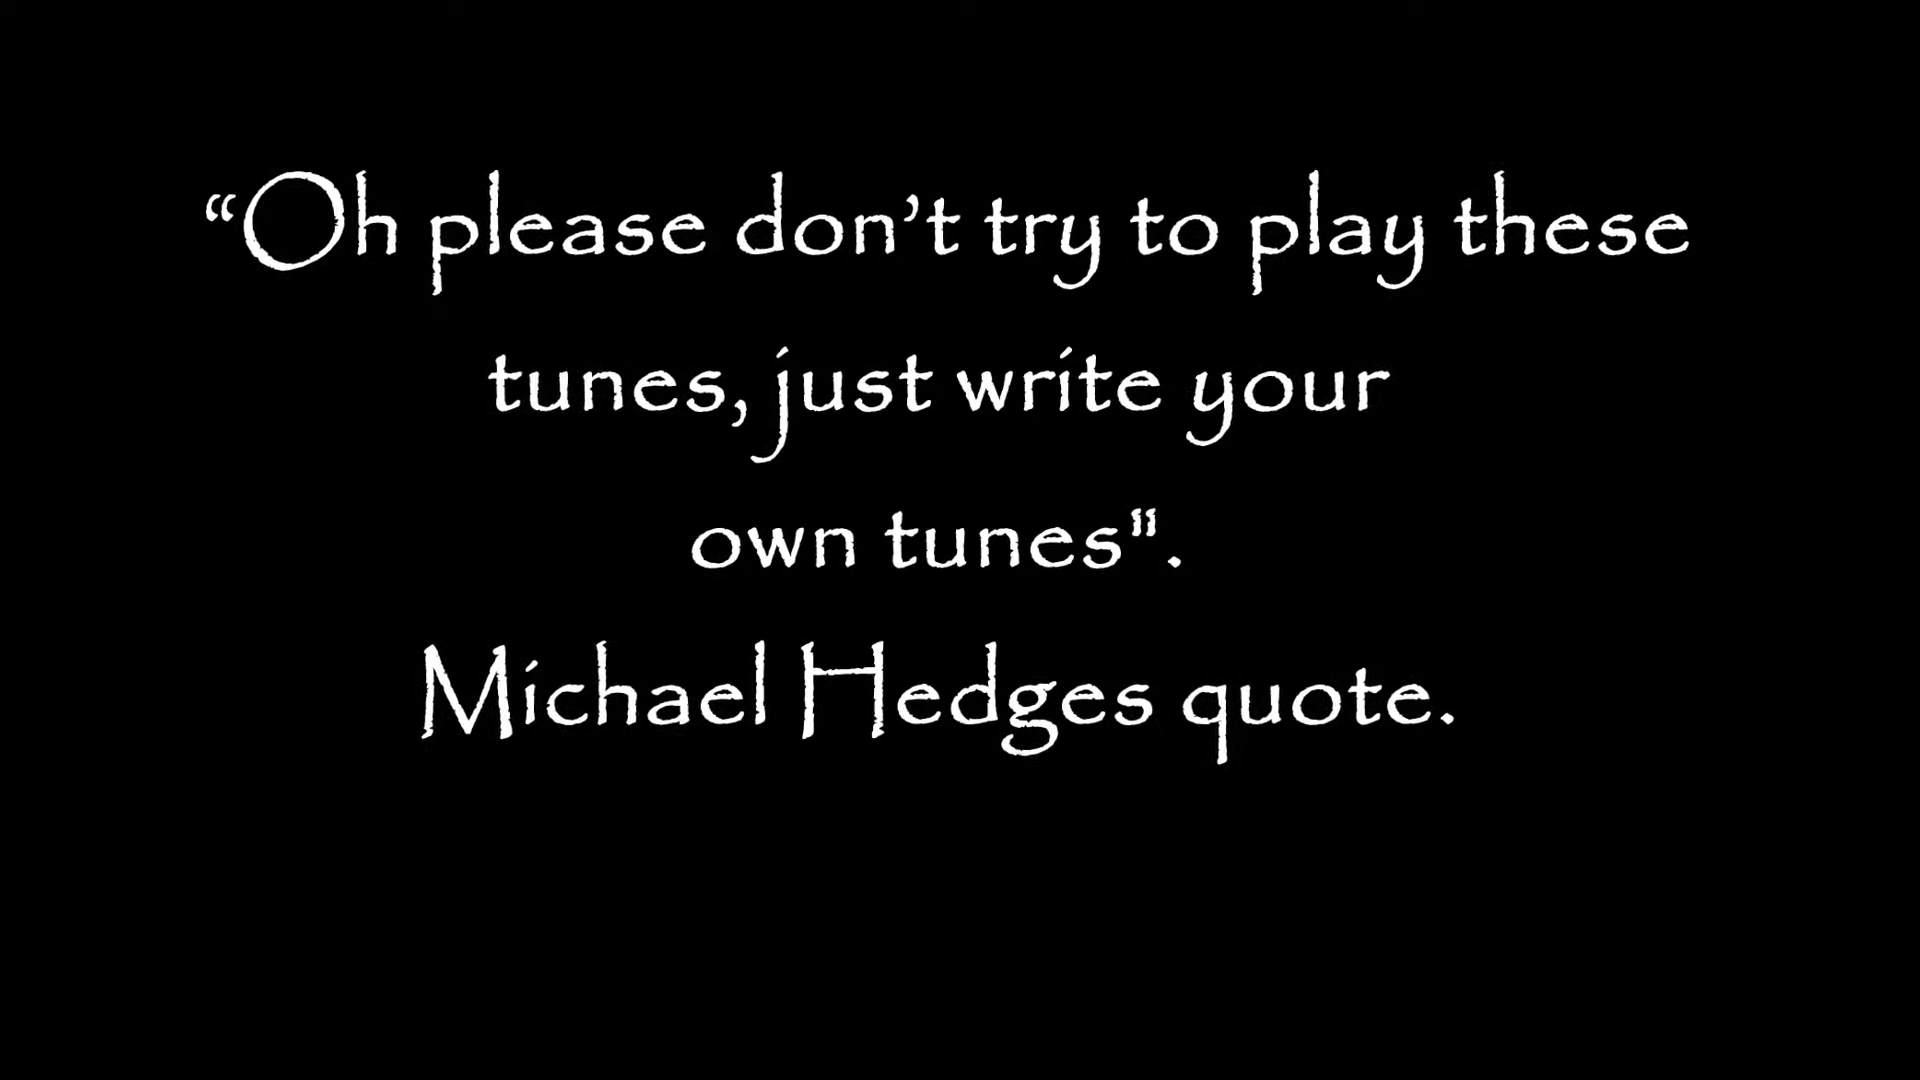 “Oh please don’t try to play these
tunes, just write your
own tunes".
Michael Hedges quote.